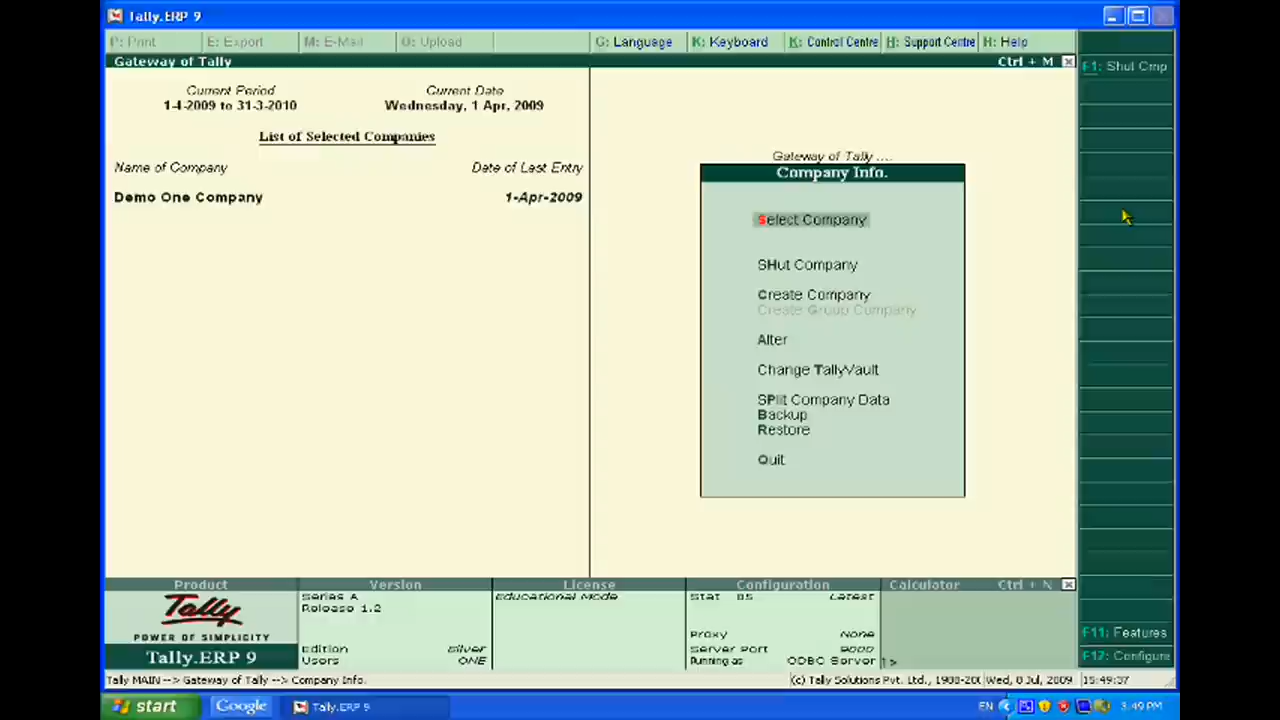 Tally.ERP 9
P: Print E: Export M: E-Mail O: Upload G: Language K: Keyboard K: Control Centre H: Support Centre H: Help
Gateway of Tally Ctrl + M
F1: Shut Cmp
Current Period Current Date
1-4-2009 to 31-3-2010 Wednesday, 1 Apr, 2009
List of Selected Companies
Name of Company Date of Last Entry
Demo One Company 1-Apr-2009
Gateway of Tally ....
Company Info.
Select Company
SHut Company
Create Company
Create Group Company
Alter
Change TallyVault
SPlit Company Data
Backup
Restore
Quit
Product Version License Configuration Calculator Ctrl + N
Tally
POWER OF SIMPLICITY
Tally.ERP 9
Series A
Release 1.2
Edition Silver
Users ONE
Educational Mode
Stat 85 Latest
Proxy None
Server Port 9000
Running as ODBC Server
1>
F11: Features
F12: Configure
Tally MAIN --> Gateway of Tally --> Company Info. (c) Tally Solutions Pvt. Ltd., 1988-200 Wed, 8 Jul, 2009 15:49:37
start Google Tally.ERP 9 EN 3:49 PM